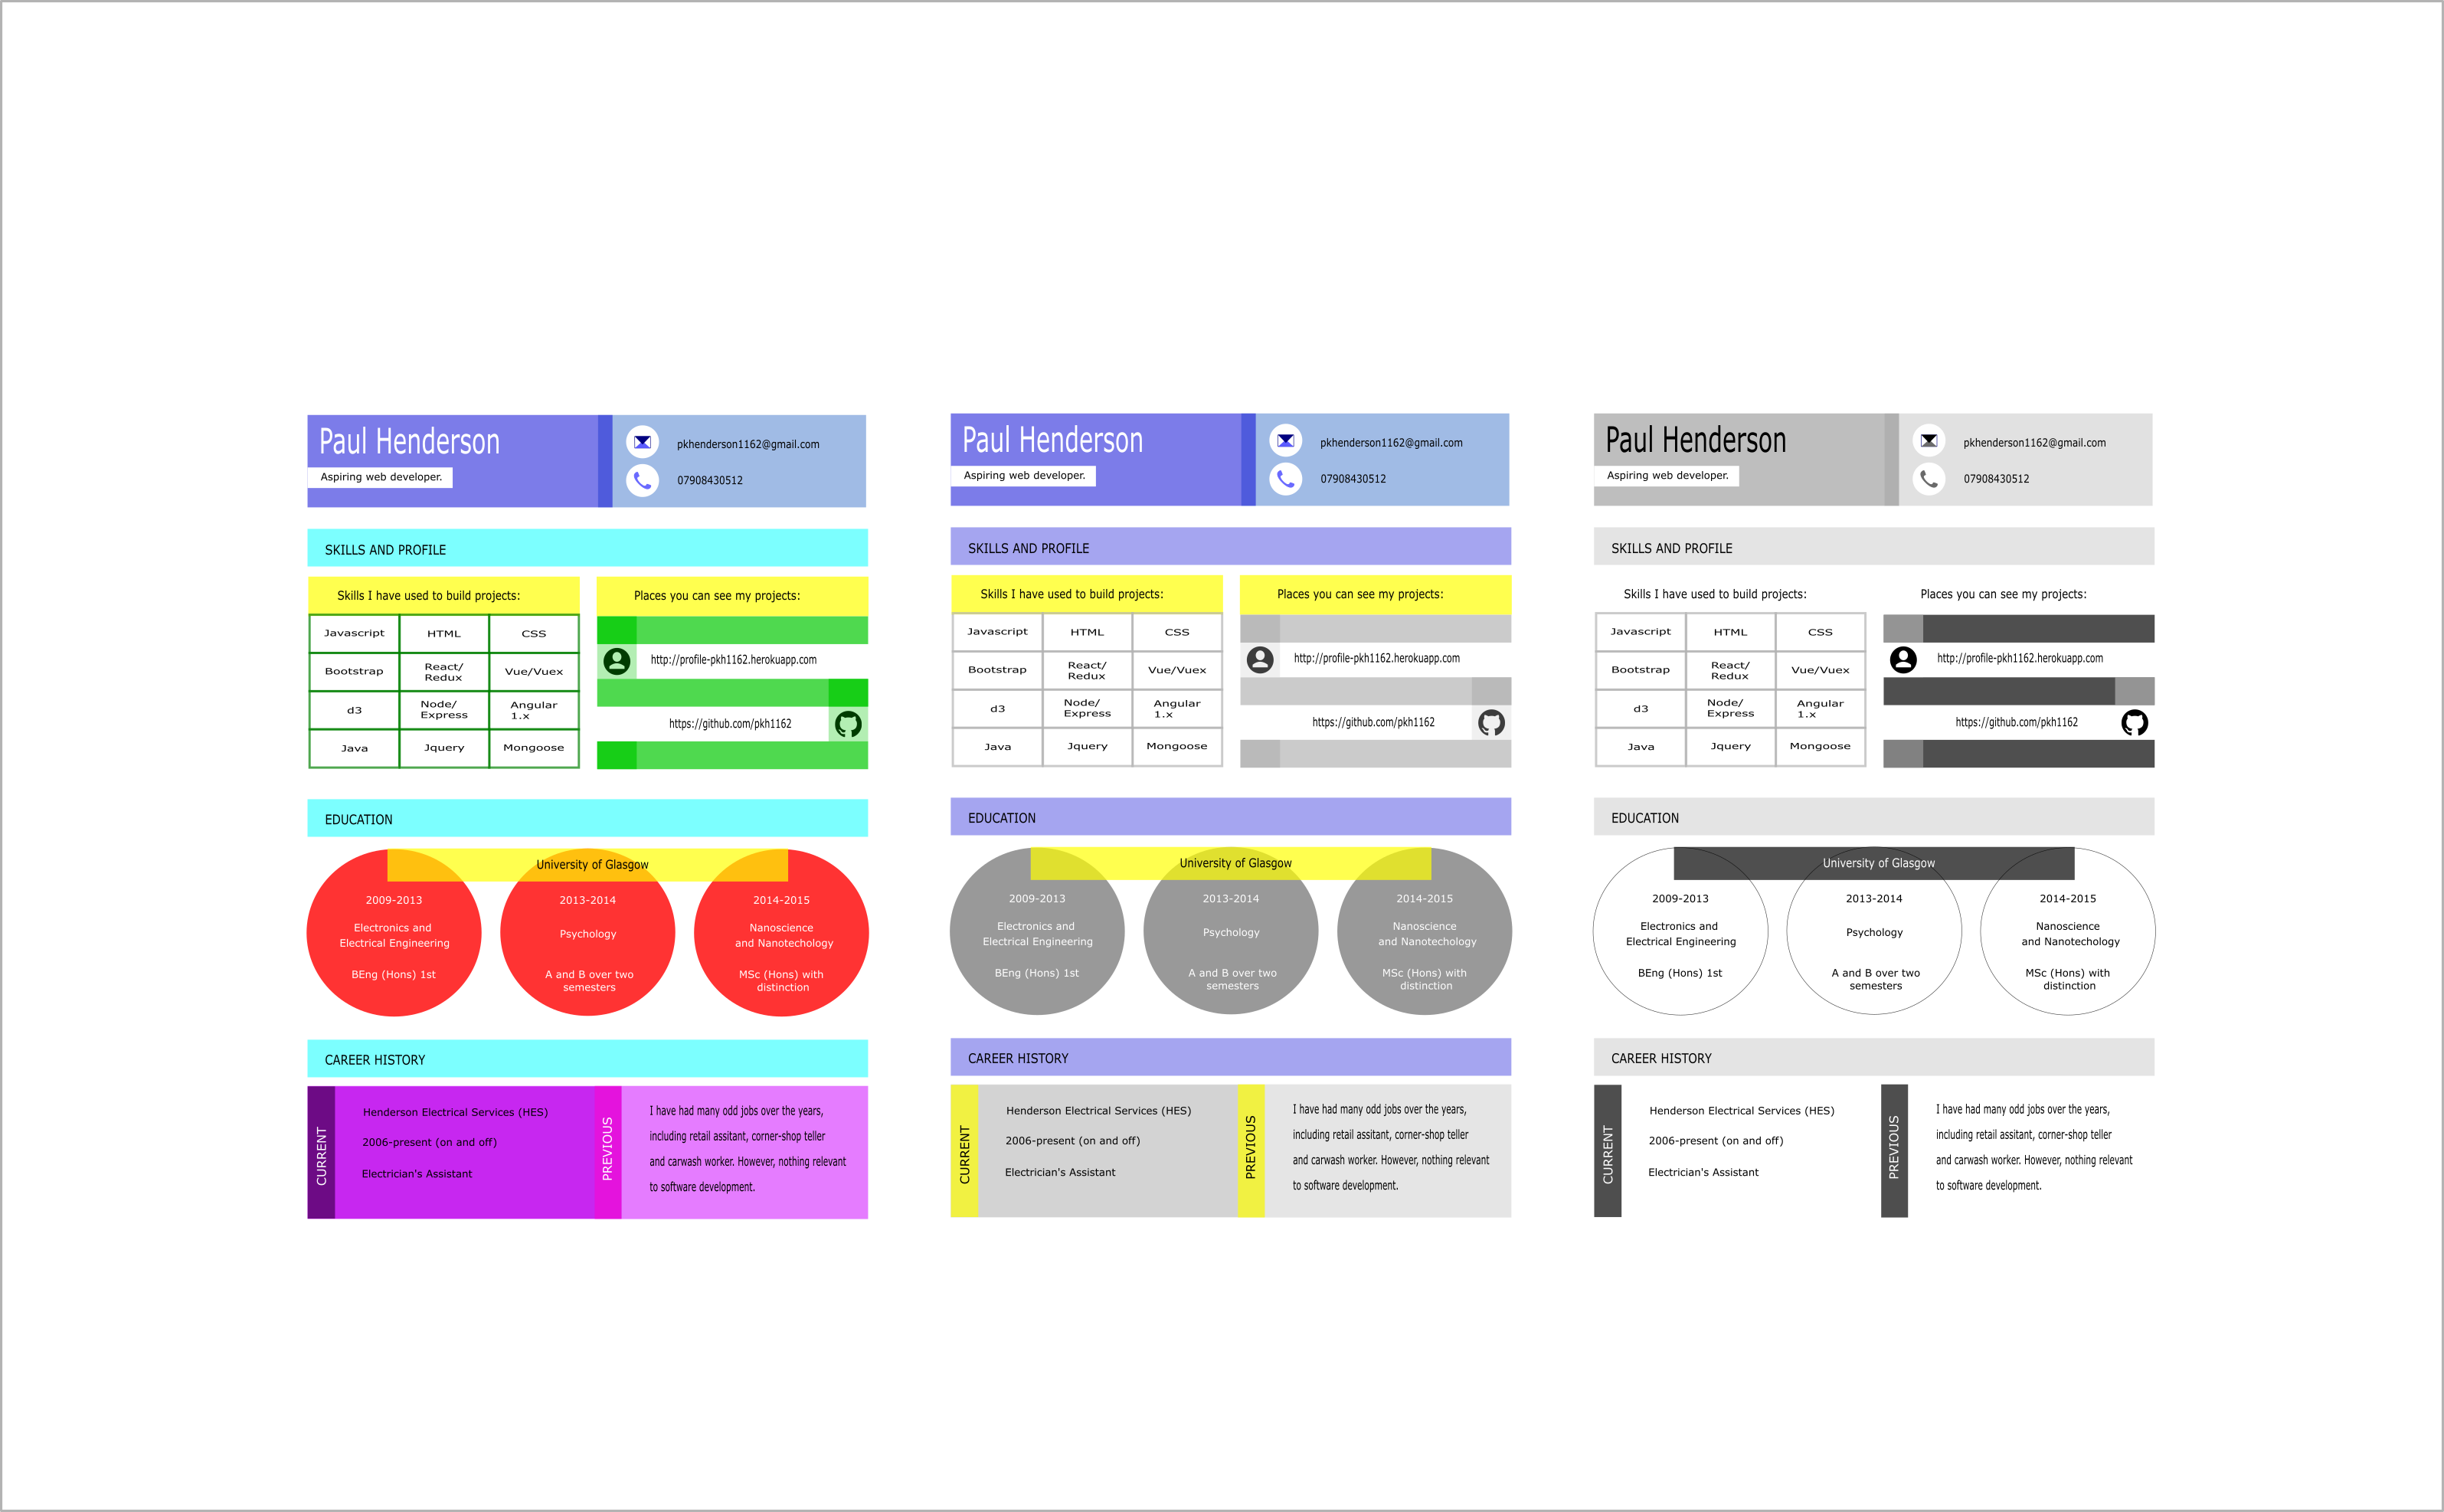 Paul Henderson
Aspiring web developer.
pkhenderson1162@gmail.com
07908430512
SKILLS AND PROFILE
Skills I have used to build projects:
Javascript HTML CSS
Bootstrap React/ Redux Vue/Vuex
d3 Node/ Express Angular 1.x
Java Jquery Mongoose
Places you can see my projects:
http://profile-pkh1162.herokuapp.com
https://github.com/pkh1162
EDUCATION
University of Glasgow
2009-2013
Electronics and
Electrical Engineering
BEng (Hons) 1st
2013-2014
Psychology
A and B over two
semesters
2014-2015
Nanoscience
and Nanotechology
MSc (Hons) with
distinction
CAREER HISTORY
CURRENT
Henderson Electrical Services (HES)
2006-present (on and off)
Electrician's Assistant
PREVIOUS
I have had many odd jobs over the years,
including retail assitant, corner-shop teller
and carwash worker. However, nothing relevant
to software development.
Paul Henderson
Aspiring web developer.
pkhenderson1162@gmail.com
07908430512
SKILLS AND PROFILE
Skills I have used to build projects:
Javascript HTML CSS
Bootstrap React/ Redux Vue/Vuex
d3 Node/ Express Angular 1.x
Java Jquery Mongoose
Places you can see my projects:
http://profile-pkh1162.herokuapp.com
https://github.com/pkh1162
EDUCATION
University of Glasgow
2009-2013
Electronics and
Electrical Engineering
BEng (Hons) 1st
2013-2014
Psychology
A and B over two
semesters
2014-2015
Nanoscience
and Nanotechology
MSc (Hons) with
distinction
CAREER HISTORY
CURRENT
Henderson Electrical Services (HES)
2006-present (on and off)
Electrician's Assistant
PREVIOUS
I have had many odd jobs over the years,
including retail assitant, corner-shop teller
and carwash worker. However, nothing relevant
to software development.
Paul Henderson
Aspiring web developer.
pkhenderson1162@gmail.com
07908430512
SKILLS AND PROFILE
Skills I have used to build projects:
Javascript HTML CSS
Bootstrap React/ Redux Vue/Vuex
d3 Node/ Express Angular 1.x
Java Jquery Mongoose
Places you can see my projects:
http://profile-pkh1162.herokuapp.com
https://github.com/pkh1162
EDUCATION
University of Glasgow
2009-2013
Electronics and
Electrical Engineering
BEng (Hons) 1st
2013-2014
Psychology
A and B over two
semesters
2014-2015
Nanoscience
and Nanotechology
MSc (Hons) with
distinction
CAREER HISTORY
CURRENT
Henderson Electrical Services (HES)
2006-present (on and off)
Electrician's Assistant
PREVIOUS
I have had many odd jobs over the years,
including retail assitant, corner-shop teller
and carwash worker. However, nothing relevant
to software development.